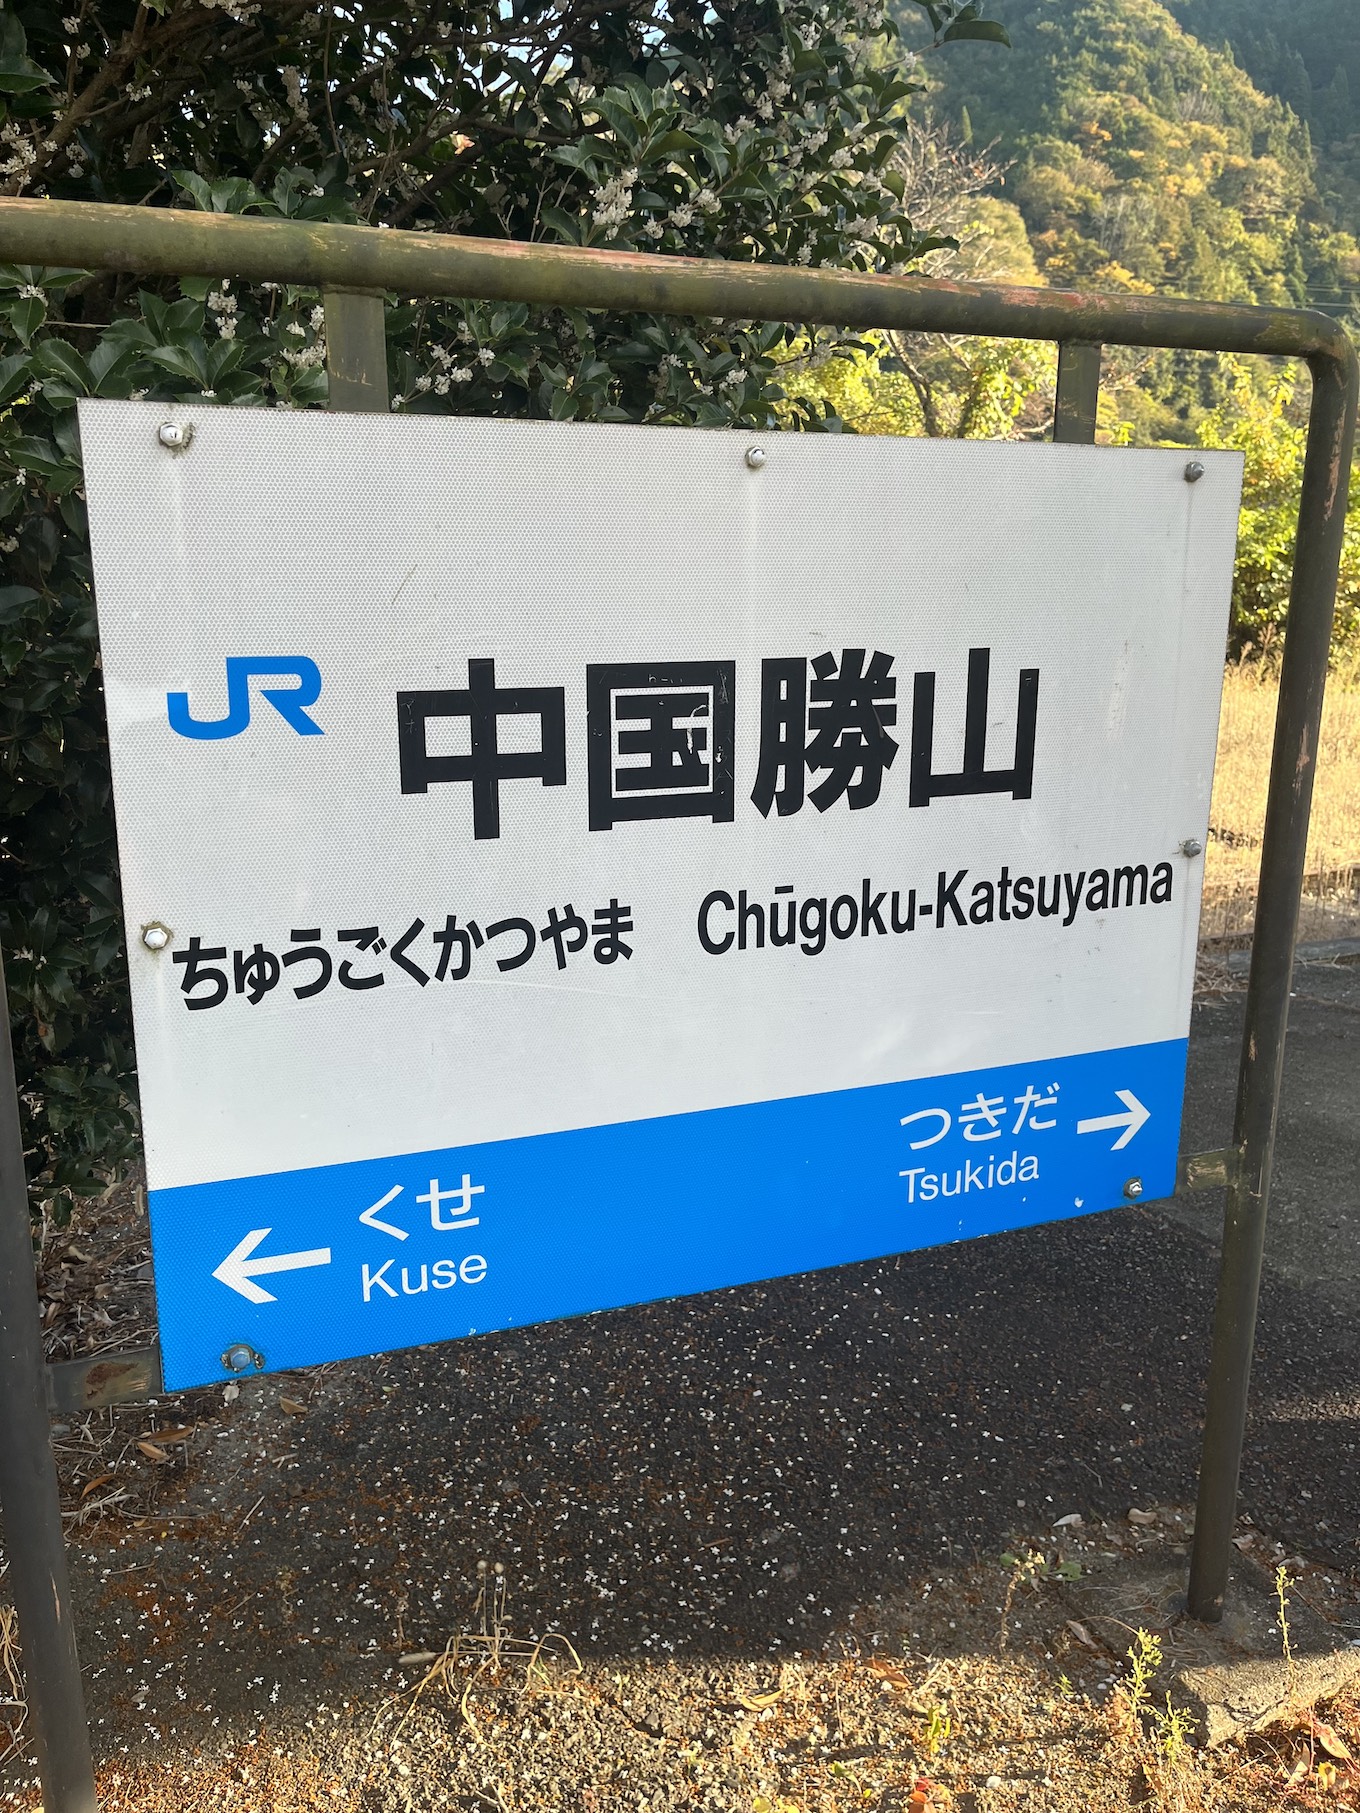 JR 中国勝山
ちゅうごくかつやま Chūgoku-Katsuyama
← くせ
Kuse
つきだ →
Tsukida